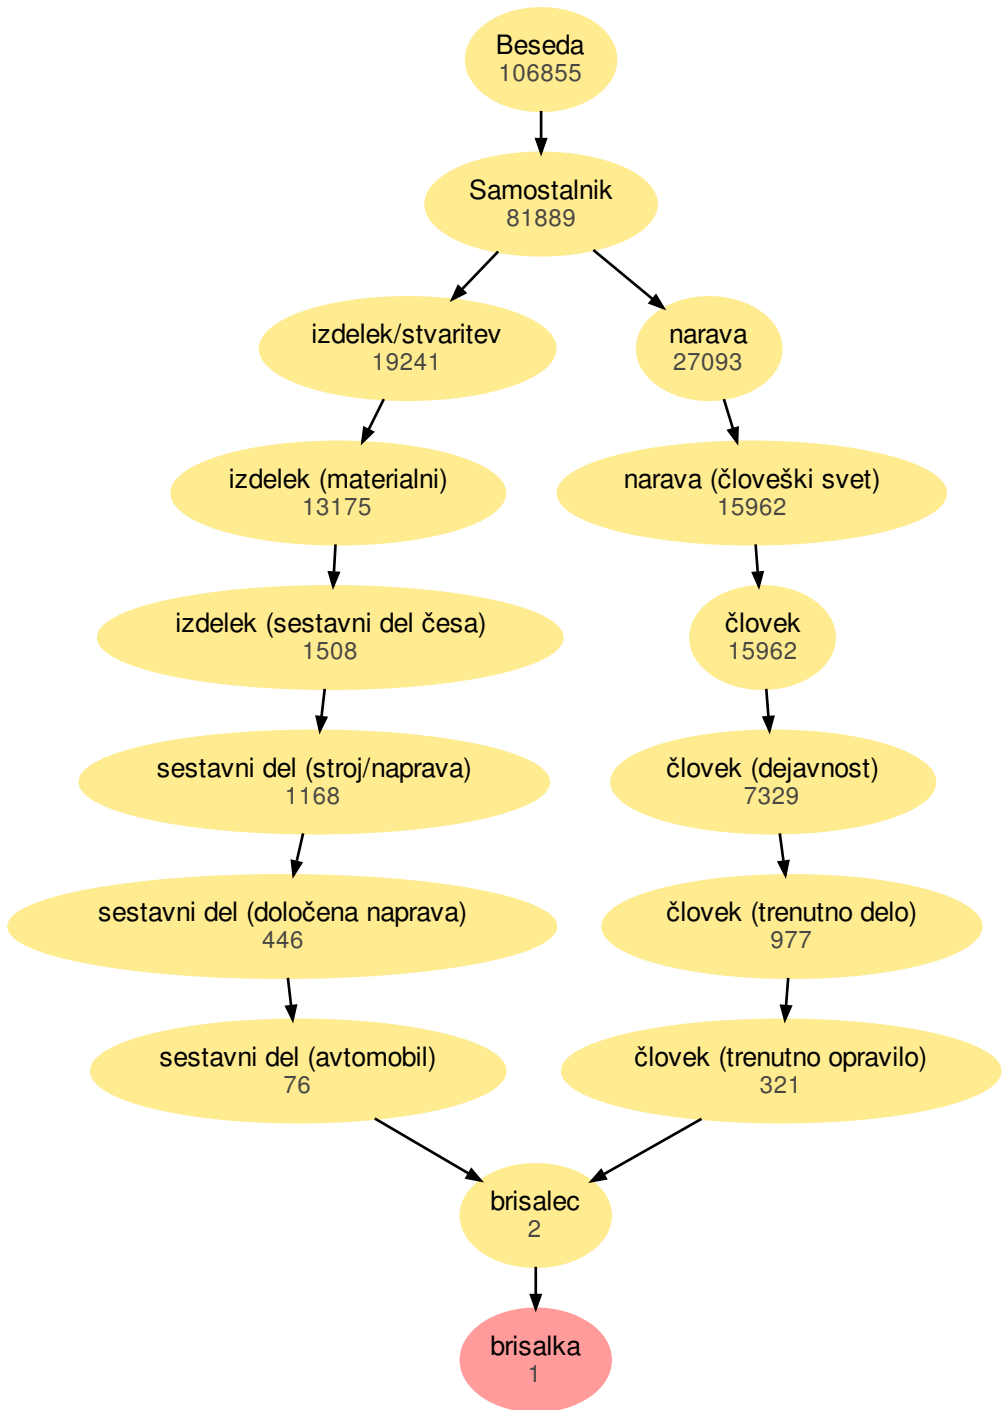 Beseda
106855
Samostalnik
81889
izdelek/stvaritev
19241
narava
27093
izdelek (materialni)
13175
narava (človeški svet)
15962
izdelek (sestavni del česa)
1508
človek
15962
sestavni del (stroj/naprava)
1168
človek (dejavnost)
7329
sestavni del (določena naprava)
446
človek (trenutno delo)
977
sestavni del (avtomobil)
76
človek (trenutno opravilo)
321
brisalec
2
brisalka
1